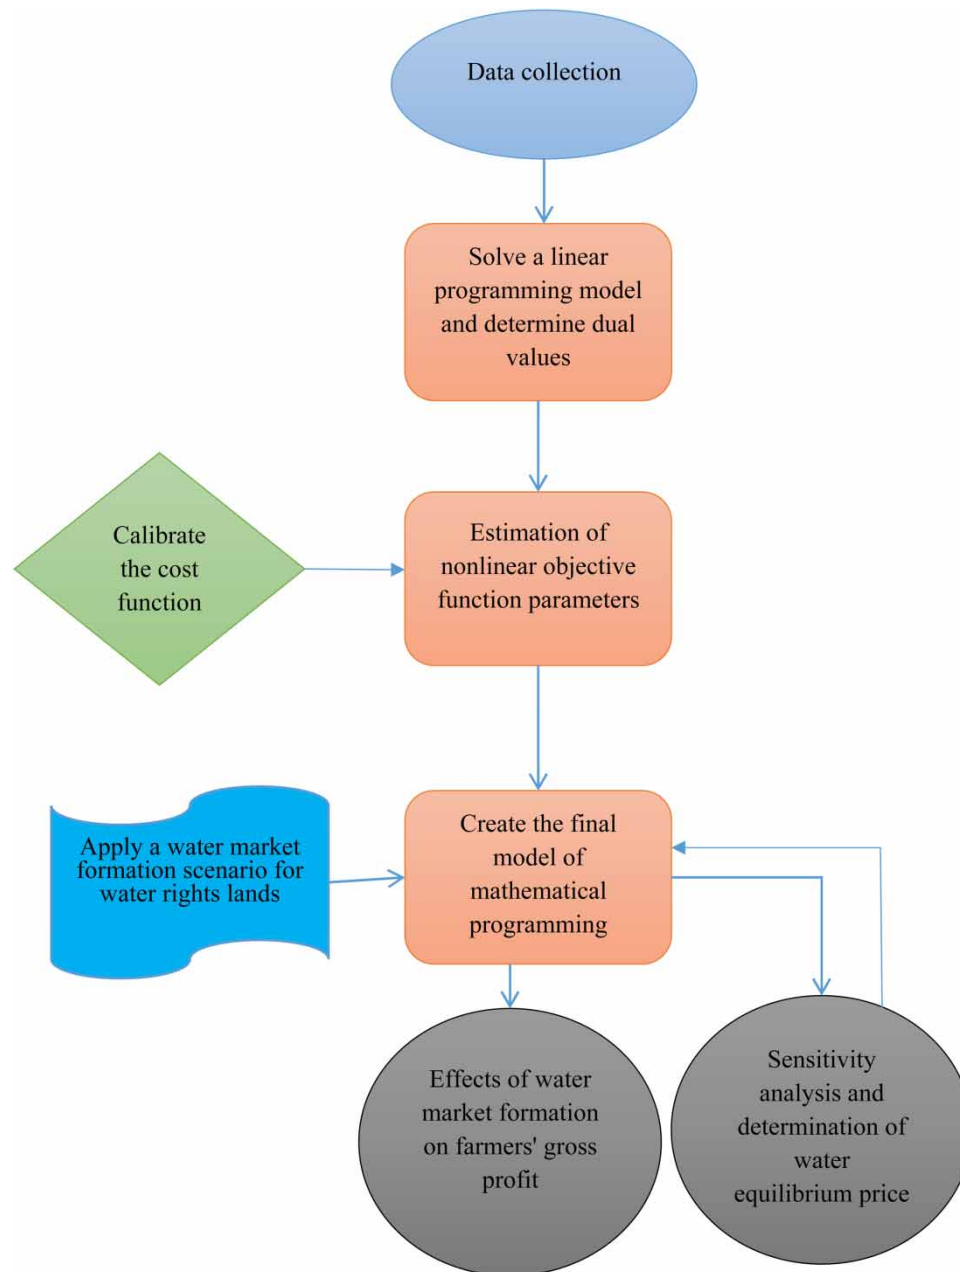 Data collection
Solve a linear
programming model
and determine dual
values
Calibrate
the cost
function
Estimation of
nonlinear objective
function parameters
Apply a water market
formation scenario for
water rights lands
Create the final
model of
mathematical
programming
Effects of water
market formation
on farmers' gross
profit
Sensitivity
analysis and
determination of
water
equilibrium price